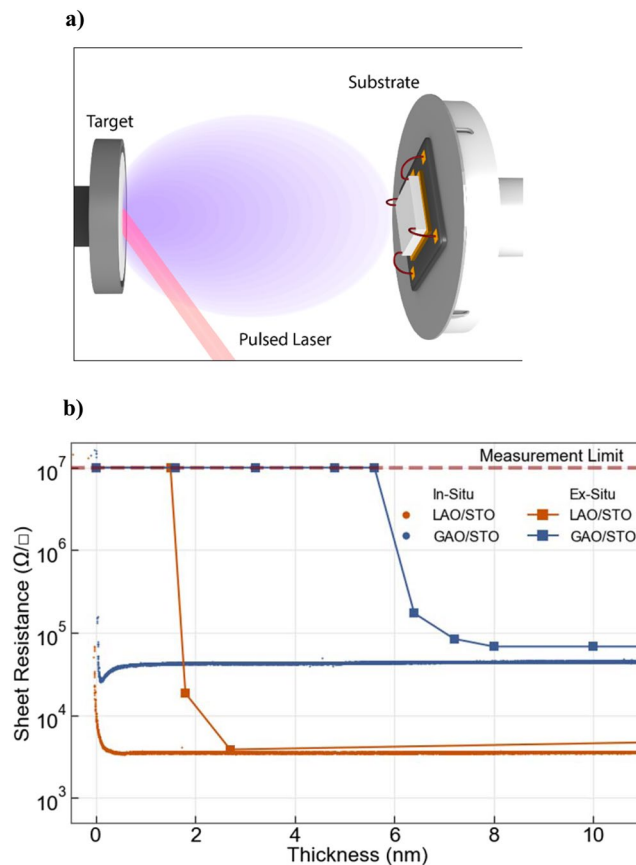 a)
Substrate
Target
Pulsed Laser
b)
Measurement Limit
10⁷
10⁶
10⁵
10⁴
10³
Sheet Resistance (Ω/□)
In-Situ
LAO/STO
GAO/STO
Ex-Situ
LAO/STO
GAO/STO
0 2 4 6 8 10
Thickness (nm)